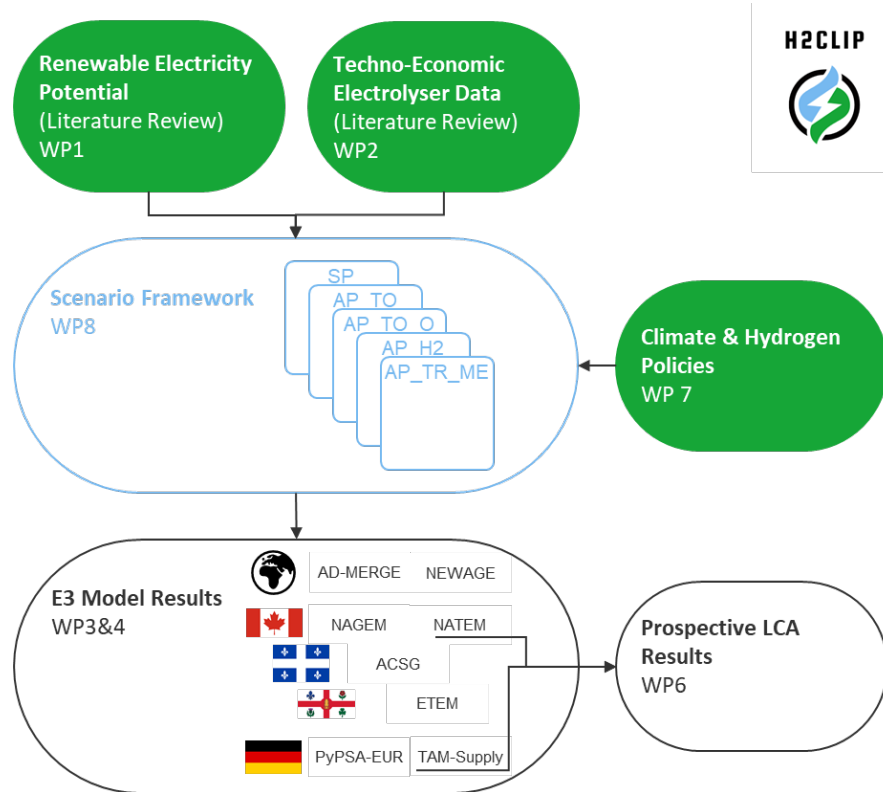 H2CLIP
Renewable Electricity
Potential
(Literature Review)
WP1
Techno-Economic
Electrolyser Data
(Literature Review)
WP2
Scenario Framework
WP8
SP
AP_TO
AP_TO_O
AP_H2
AP_TR_ME
Climate & Hydrogen
Policies
WP 7
E3 Model Results
WP3&4
AD-MERGE
NEWAGE
NAGEM
NATEM
ACSG
ETEM
PyPSA-EUR
TAM-Supply
Prospective LCA
Results
WP6